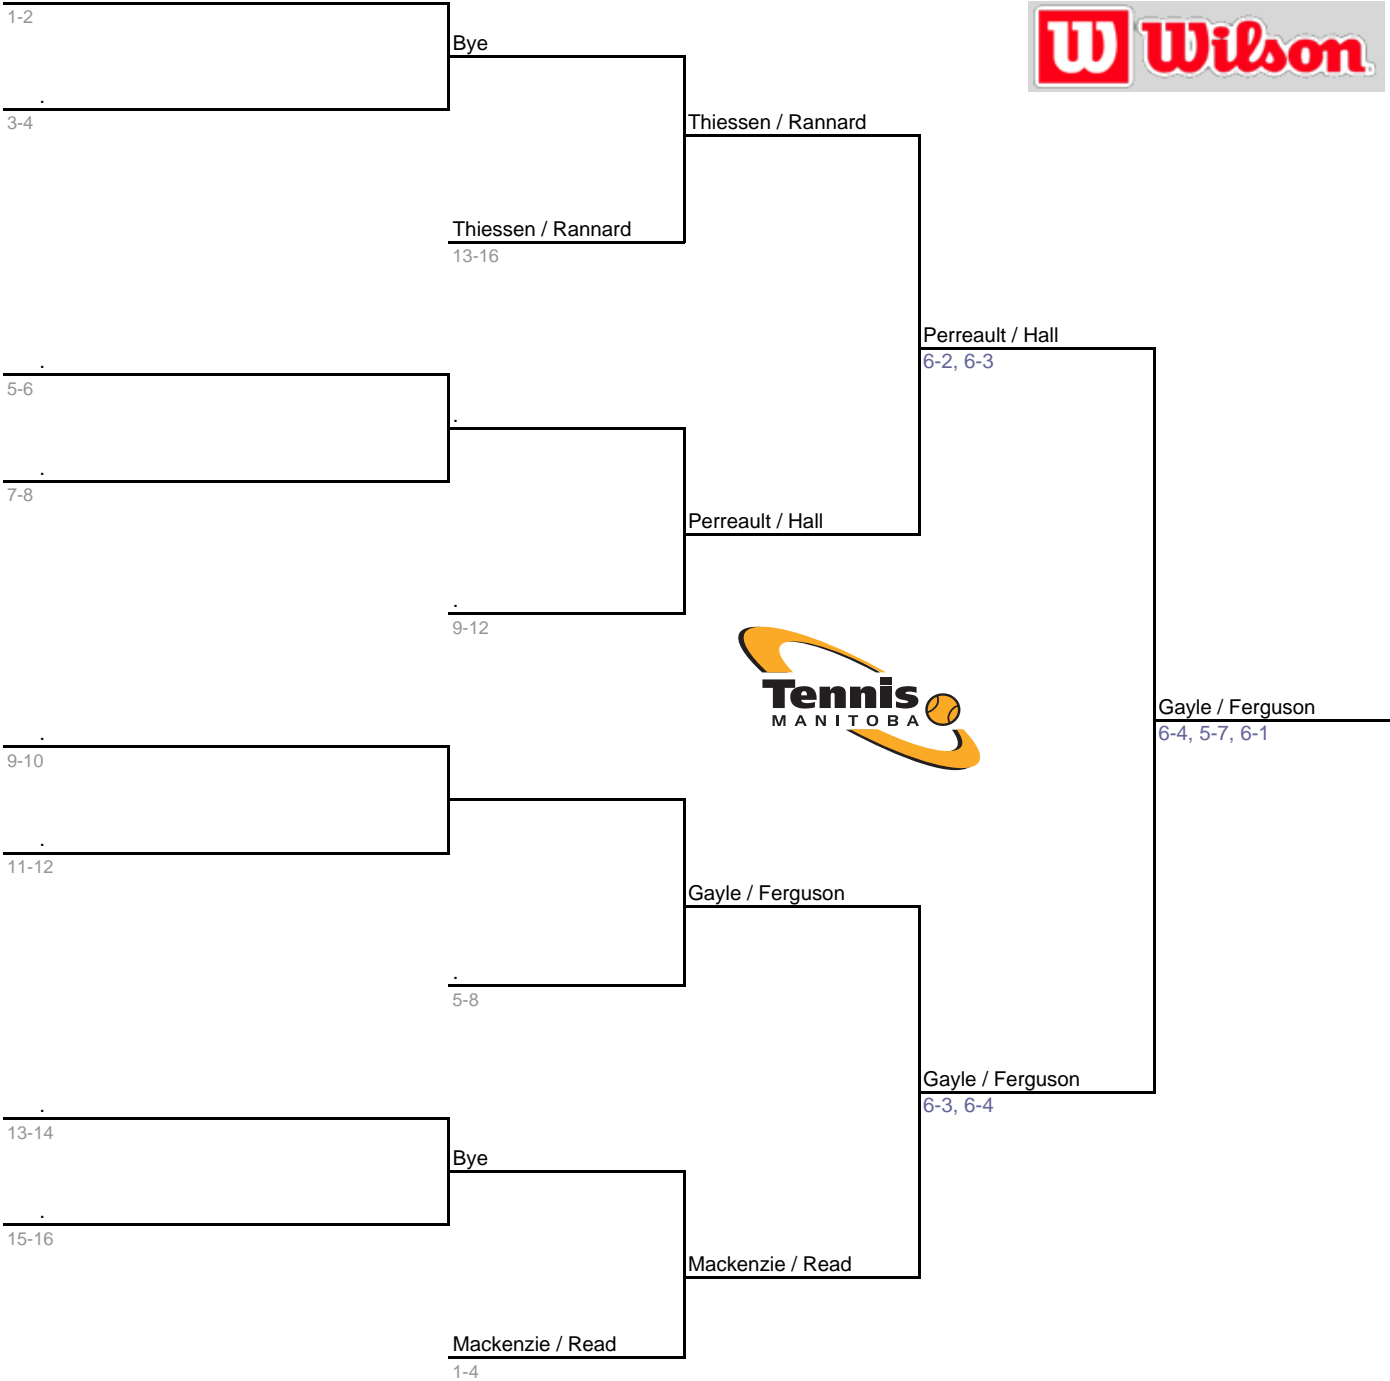 1-2
Bye
W Wilson
.
3-4
Thiessen / Rannard
Thiessen / Rannard
13-16
Perreault / Hall
6-2, 6-3
.
5-6
.
.
7-8
Perreault / Hall
.
9-12
Tennis
MANITOBA
Gayle / Ferguson
6-4, 5-7, 6-1
.
9-10
.
11-12
Gayle / Ferguson
.
5-8
Gayle / Ferguson
6-3, 6-4
.
13-14
Bye
.
15-16
Mackenzie / Read
Mackenzie / Read
1-4